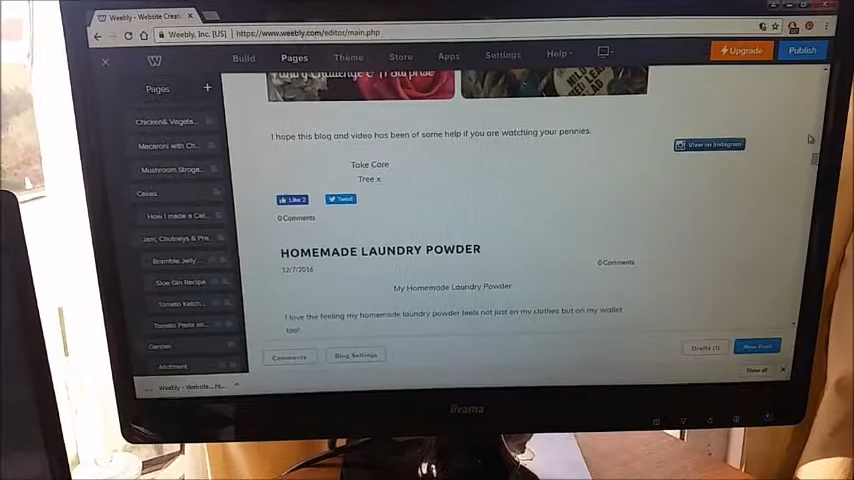 Weebly - Website Creati
Weebly, Inc. [US]
https://www.weebly.com/editor/main.php
Build
Pages
Theme
Store
Apps
Settings
Help
Upgrade
Publish
Pages +
Chicken& Vegeta...
Macaroni with Ch...
Mushroom Stroga...
Cakes
How I made a Cel...
Jam, Chutneys & Pre...
Bramble Jelly...
Sloe Gin Recipe
Tomato Ketch...
Tomato Pasta an...
Garden
Allotment
I hope this blog and video has been of some help if you are watching your pennies.
View on Instagram
Take Care
Tree x
Like 2
Tweet
0 Comments
HOMEMADE LAUNDRY POWDER
12/7/2016
0 Comments
My Homemade Laundry Powder
I love the feeling my homemade laundry powder feels not just on my clothes but on my wallet
too!
Comments
Blog Settings
Drafts (1)
New Post
Weebly - Website...h...
Show all
iiyama